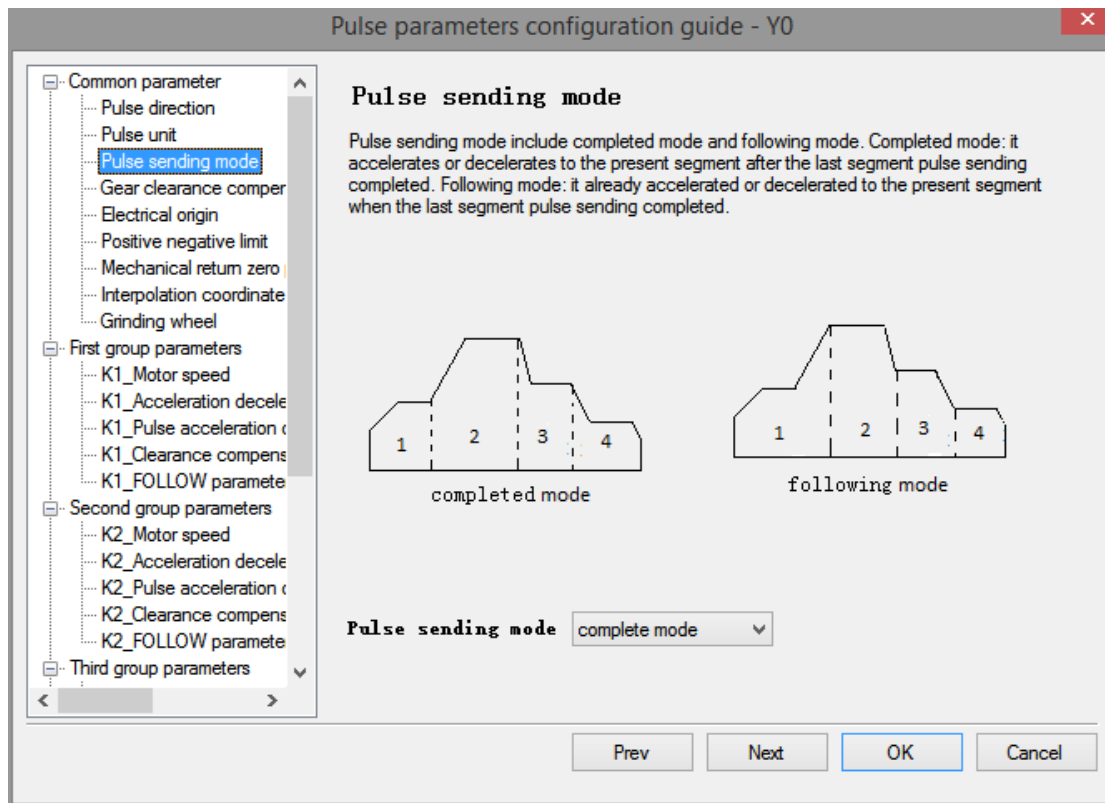 Pulse parameters configuration guide - Y0
Common parameter
Pulse direction
Pulse unit
Pulse sending mode
Gear clearance comper
Electrical origin
Positive negative limit
Mechanical return zero
Interpolation coordinate
Grinding wheel
First group parameters
K1_Motor speed
K1_Acceleration decele
K1_Pulse acceleration c
K1_Clearance compens
K1_FOLLOW paramete
Second group parameters
K2_Motor speed
K2_Acceleration decele
K2_Pulse acceleration c
K2_Clearance compens
K2_FOLLOW paramete
Third group parameters
Pulse sending mode
Pulse sending mode include completed mode and following mode. Completed mode: it
accelerates or decelerates to the present segment after the last segment pulse sending
completed. Following mode: it already accelerated or decelerated to the present segment
when the last segment pulse sending completed.
1 2 3 4
completed mode
1 2 3 4
following mode
Pulse sending mode complete mode
Prev Next OK Cancel